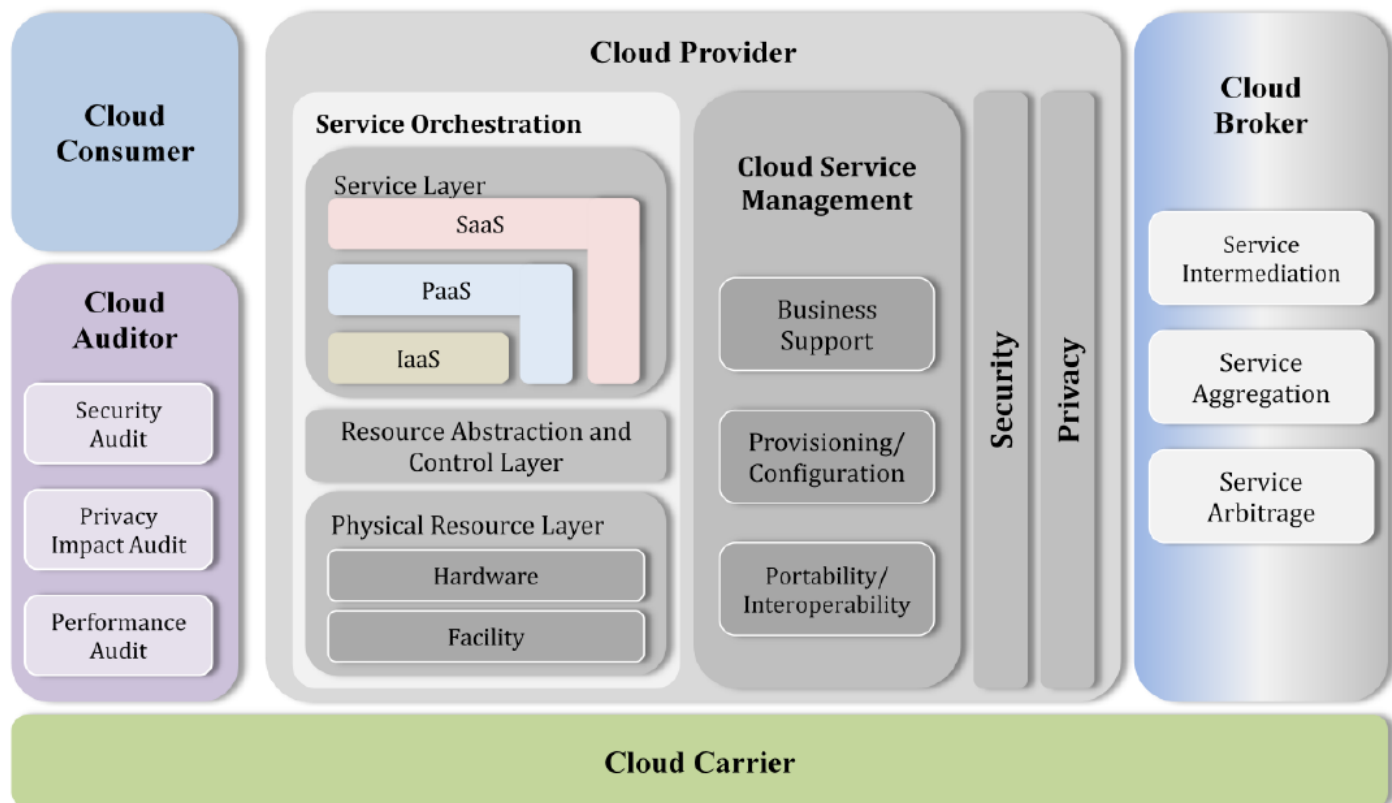 Cloud
Consumer
Cloud
Auditor
Security
Audit
Privacy
Impact Audit
Performance
Audit
Cloud Provider
Service Orchestration
Service Layer
SaaS
PaaS
IaaS
Resource Abstraction and
Control Layer
Physical Resource Layer
Hardware
Facility
Cloud Service
Management
Business
Support
Provisioning/
Configuration
Portability/
Interoperability
Security
Privacy
Cloud
Broker
Service
Intermediation
Service
Aggregation
Service
Arbitrage
Cloud Carrier